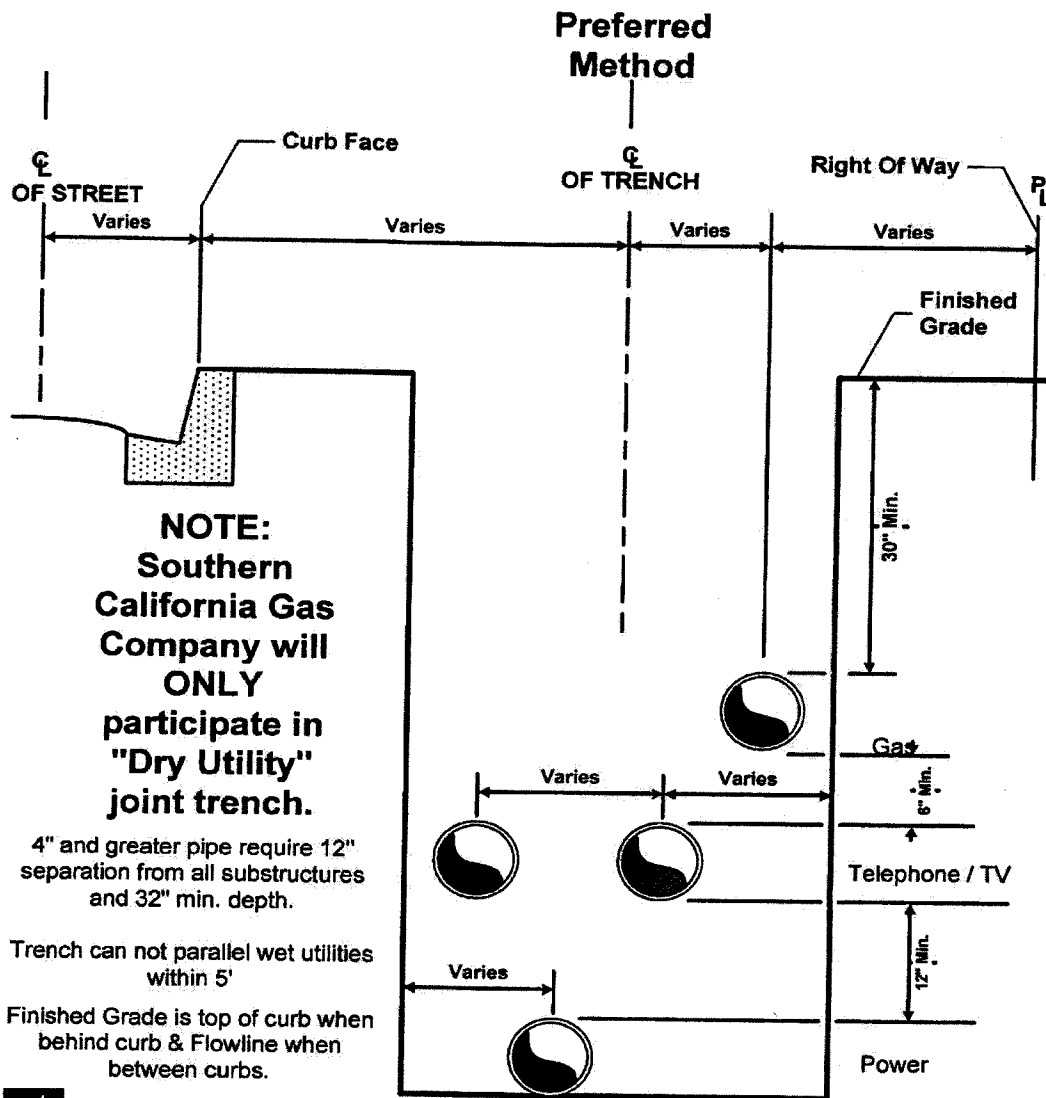 Preferred
Method
Curb Face
℄
OF STREET
℄
OF TRENCH
Right Of Way
PL
Varies
Varies
Varies
Varies
Finished
Grade
30" Min.
NOTE:
Southern
California Gas
Company will
ONLY
participate in
"Dry Utility"
joint trench.
Gas
6" Min.
Varies
Varies
4" and greater pipe require 12"
separation from all substructures
and 32" min. depth.
Telephone / TV
12" Min.
Trench can not parallel wet utilities
within 5'
Varies
Finished Grade is top of curb when
behind curb & Flowline when
between curbs.
Power